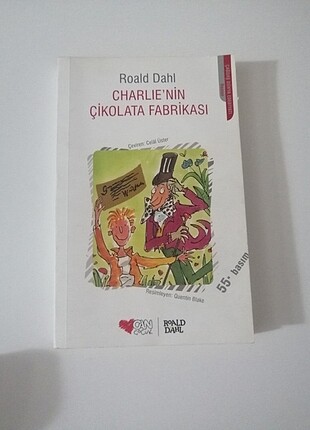 Roald Dahl
CHARLIE'NİN
ÇİKOLATA FABRİKASI
Çeviren: Celâl Üster
55. basım
Resimleyen: Quentin Blake
CAN
ÇOCUK
ROALD
DAHL